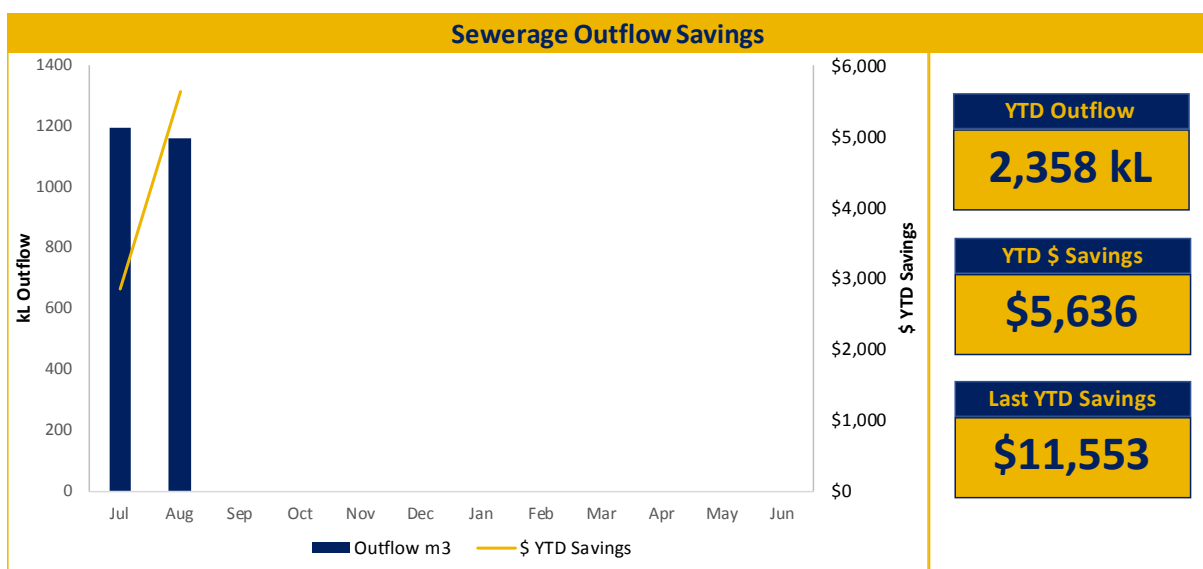 Sewerage Outflow Savings
1400
1200
1000
800
600
400
200
0
kL Outflow
$6,000
$5,000
$4,000
$3,000
$2,000
$1,000
$0
$ YTD Savings
Jul Aug Sep Oct Nov Dec Jan Feb Mar Apr May Jun
Outflow m3 $ YTD Savings
YTD Outflow
2,358 kL
YTD $ Savings
$5,636
Last YTD Savings
$11,553